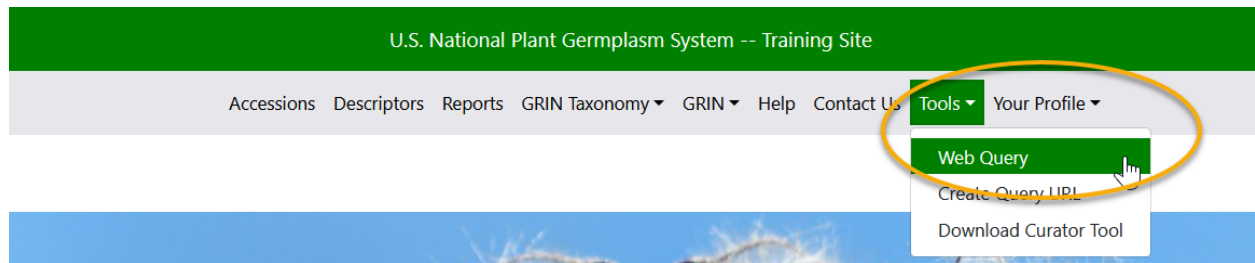 U.S. National Plant Germplasm System -- Training Site
Accessions Descriptors Reports GRIN Taxonomy GRIN Help Contact Us Tools Your Profile
Web Query
Create Query URL
Download Curator Tool